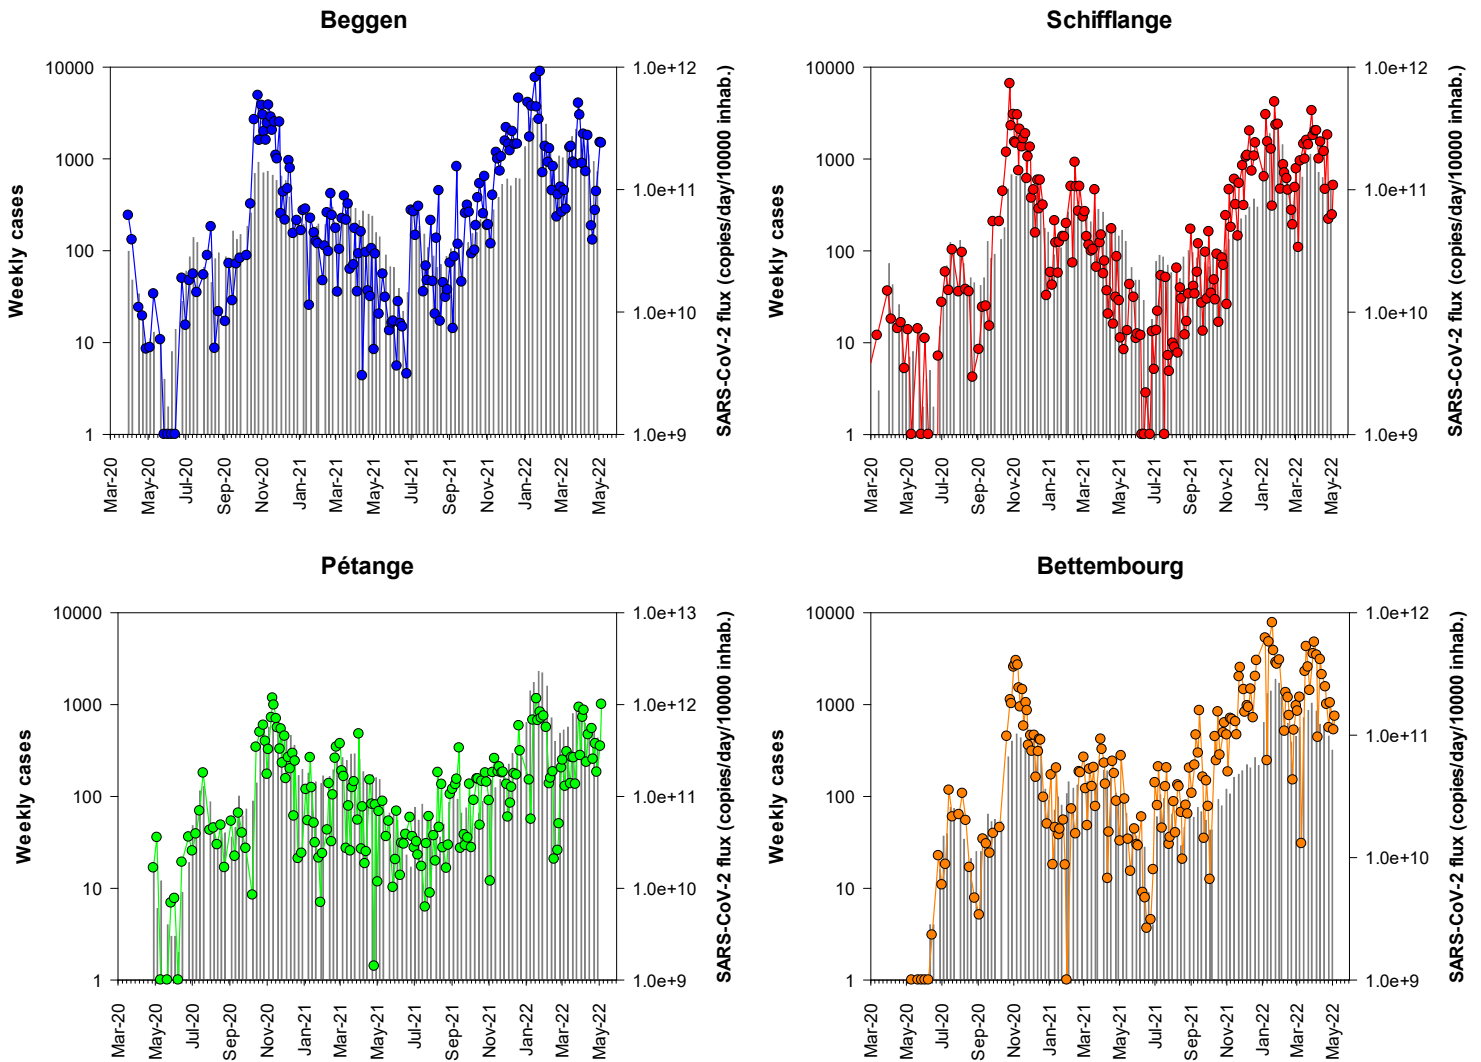 Beggen
Weekly cases
10000
1000
100
10
1
1.0e+12
1.0e+11
1.0e+10
1.0e+9
SARS-CoV-2 flux (copies/day/10000 inhab.)
Mar-20
May-20
Jul-20
Sep-20
Nov-20
Jan-21
Mar-21
May-21
Jul-21
Sep-21
Nov-21
Jan-22
Mar-22
May-22
Schifflange
Weekly cases
10000
1000
100
10
1
1.0e+12
1.0e+11
1.0e+10
1.0e+9
SARS-CoV-2 flux (copies/day/10000 inhab.)
Mar-20
May-20
Jul-20
Sep-20
Nov-20
Jan-21
Mar-21
May-21
Jul-21
Sep-21
Nov-21
Jan-22
Mar-22
May-22
Pétange
Weekly cases
10000
1000
100
10
1
1.0e+13
1.0e+12
1.0e+11
1.0e+10
1.0e+9
SARS-CoV-2 flux (copies/day/10000 inhab.)
Mar-20
May-20
Jul-20
Sep-20
Nov-20
Jan-21
Mar-21
May-21
Jul-21
Sep-21
Nov-21
Jan-22
Mar-22
May-22
Bettembourg
Weekly cases
10000
1000
100
10
1
1.0e+12
1.0e+11
1.0e+10
1.0e+9
SARS-CoV-2 flux (copies/day/10000 inhab.)
Mar-20
May-20
Jul-20
Sep-20
Nov-20
Jan-21
Mar-21
May-21
Jul-21
Sep-21
Nov-21
Jan-22
Mar-22
May-22